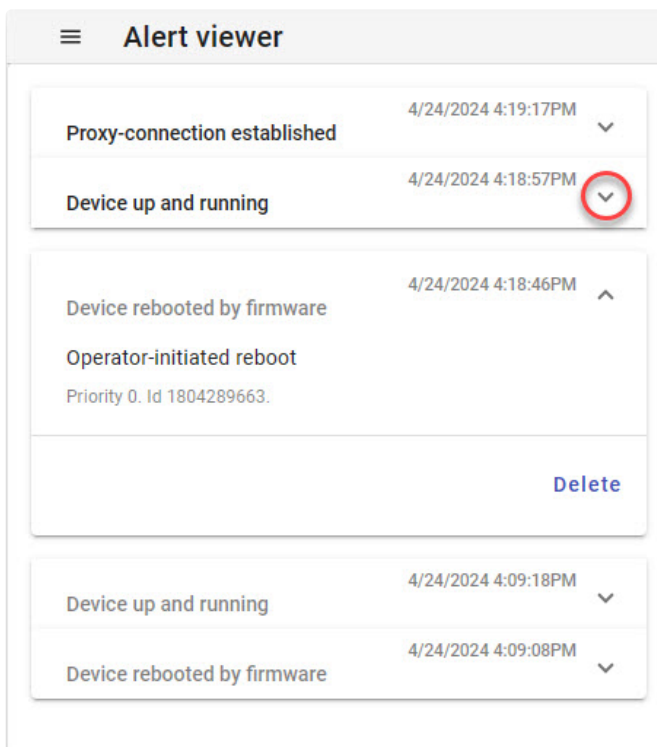 Alert viewer
4/24/2024 4:19:17PM
Proxy-connection established
4/24/2024 4:18:57PM
Device up and running
4/24/2024 4:18:46PM
Device rebooted by firmware
Operator-initiated reboot
Priority 0. Id 1804289663.
Delete
4/24/2024 4:09:18PM
Device up and running
4/24/2024 4:09:08PM
Device rebooted by firmware